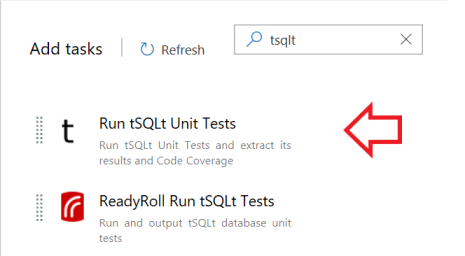 Add tasks
Refresh
tsqlt
t
Run tSQLt Unit Tests
Run tSQLt Unit Tests and extract its
results and Code Coverage
ReadyRoll Run tSQLt Tests
Run and output tSQLt database unit
tests